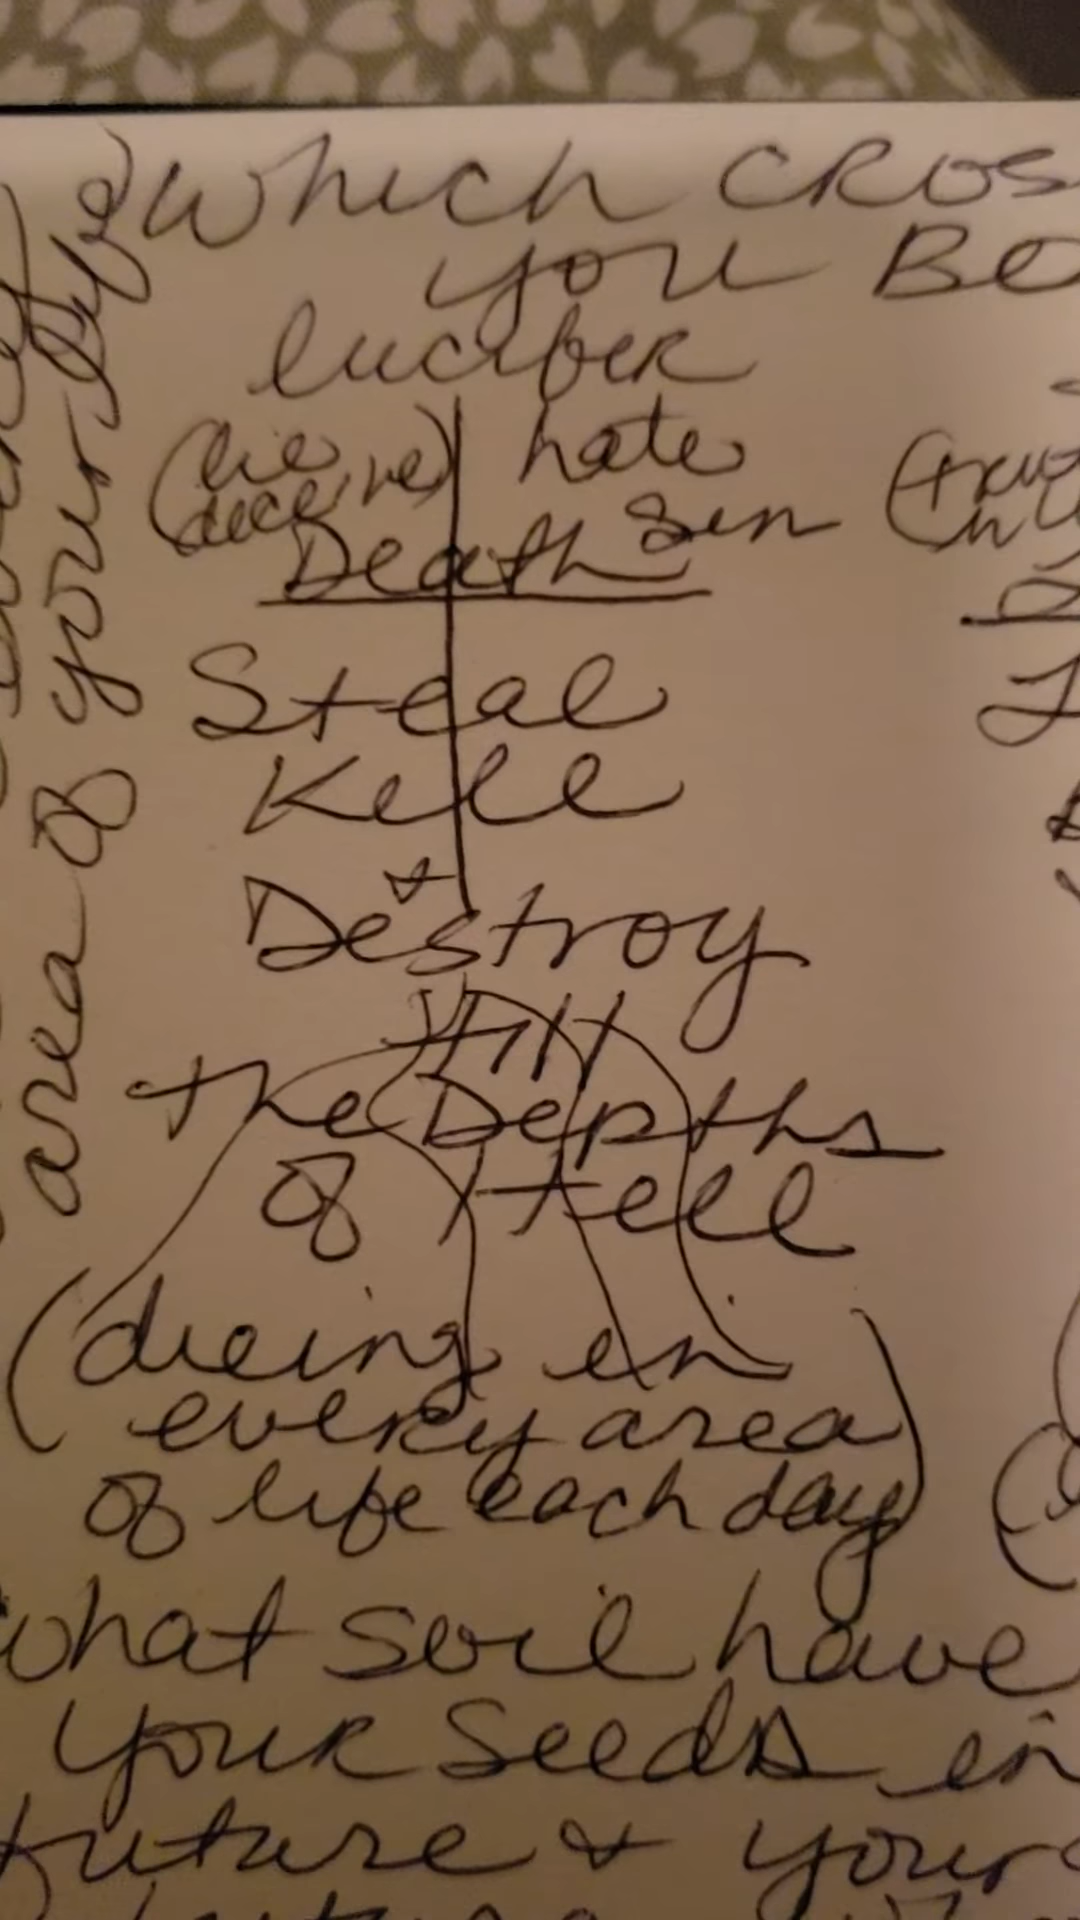 which cros
you Be
lucifer
(lie hate
deceive) Sin
Death
Steal
Kill
+
Destroy
Hill
the Depths
of Hell
(dieing in
every area
of life each day)
what soil have
your Seeds in
future & your
area of your life